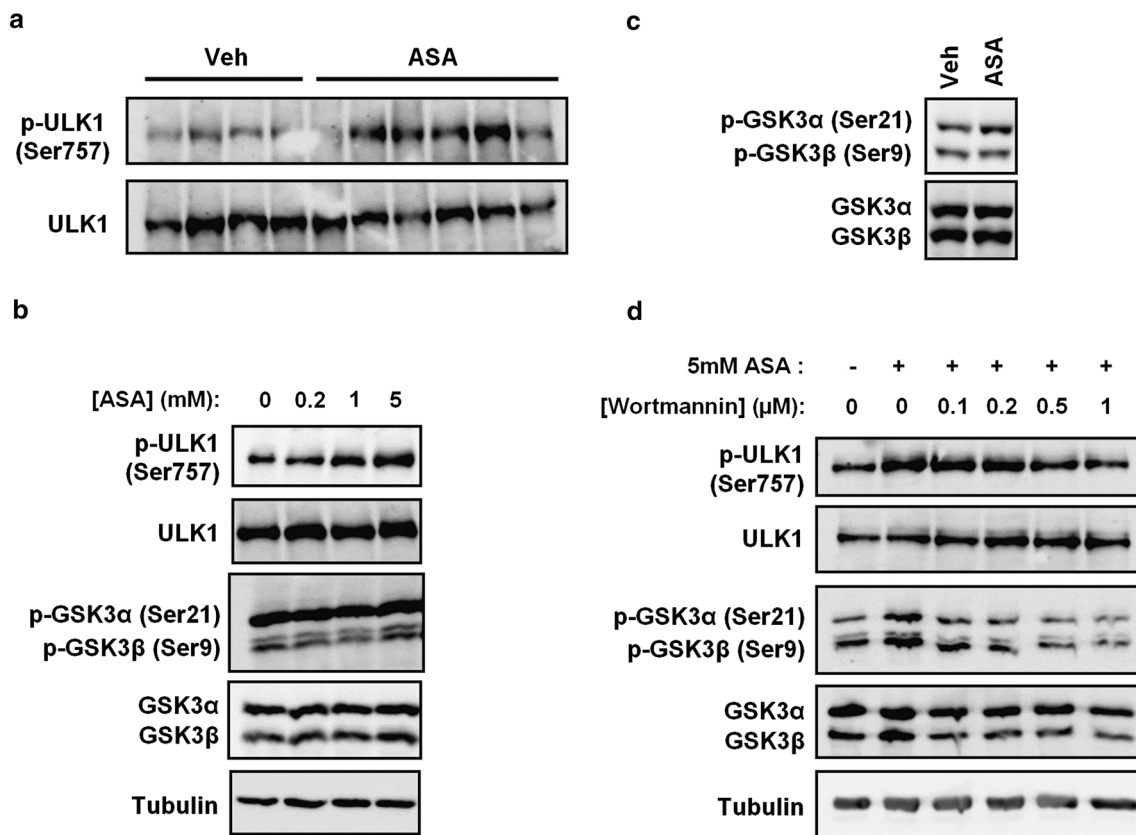 a
Veh ASA
p-ULK1
(Ser757)
ULK1
c
Veh ASA
p-GSK3α (Ser21)
p-GSK3β (Ser9)
GSK3α
GSK3β
b
[ASA] (mM): 0 0.2 1 5
p-ULK1
(Ser757)
ULK1
p-GSK3α (Ser21)
p-GSK3β (Ser9)
GSK3α
GSK3β
Tubulin
d
5mM ASA : - + + + + +
[Wortmannin] (µM): 0 0 0.1 0.2 0.5 1
p-ULK1
(Ser757)
ULK1
p-GSK3α (Ser21)
p-GSK3β (Ser9)
GSK3α
GSK3β
Tubulin